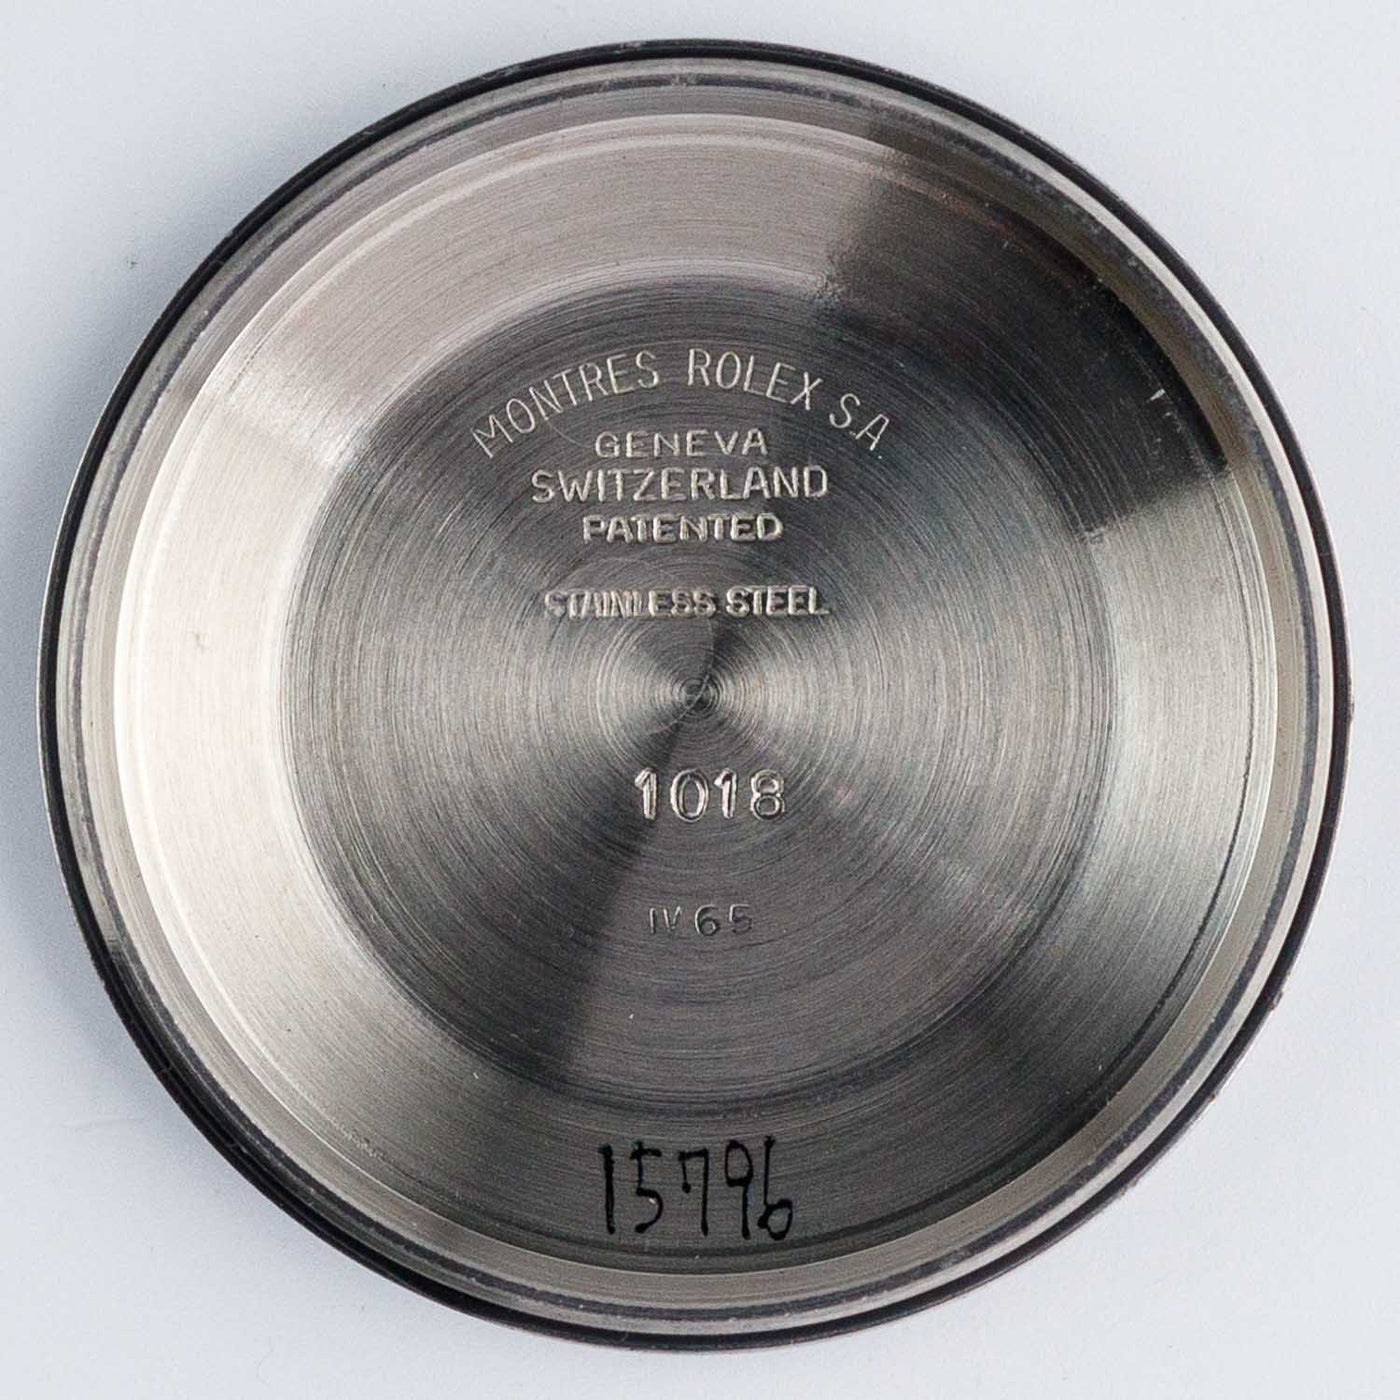 MONTRES ROLEX S.A
GENEVA
SWITZERLAND
PATENTED
STAINLESS STEEL
1018
IV 65
15796